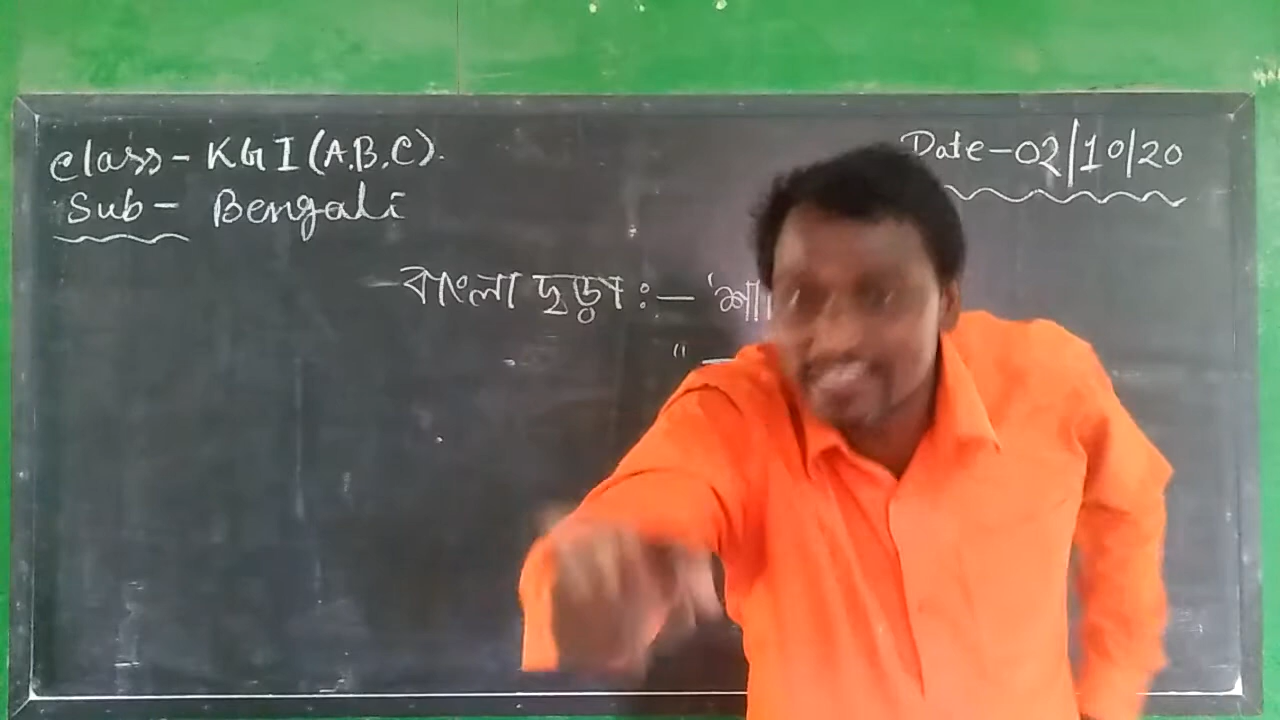 Class - KG I (A.B.C).
Date - 02/10/20
Sub - Bengali
বাংলা ছড়া :-
"